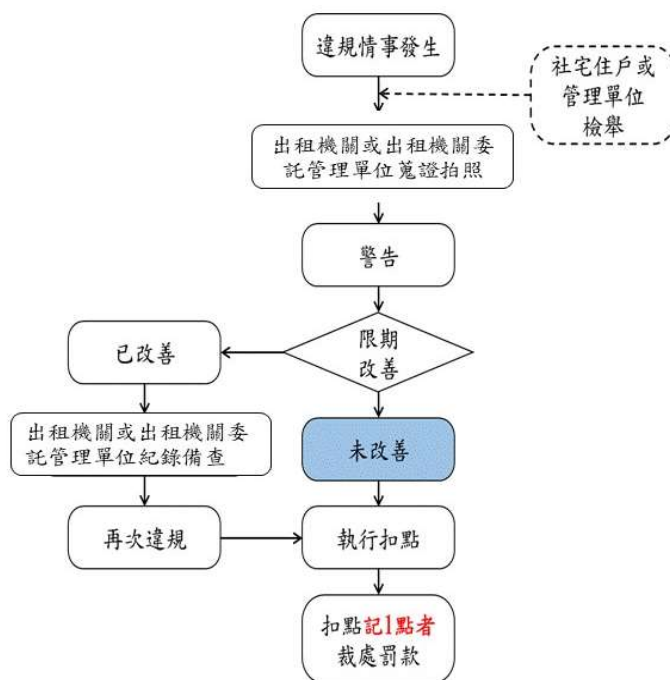 違規情事發生
社宅住戶或
管理單位
檢舉
出租機關或出租機關委
託管理單位蒐證拍照
警告
限期
改善
已改善
出租機關或出租機關委
託管理單位紀錄備查
未改善
再次違規
執行扣點
扣點記1點者
裁處罰款